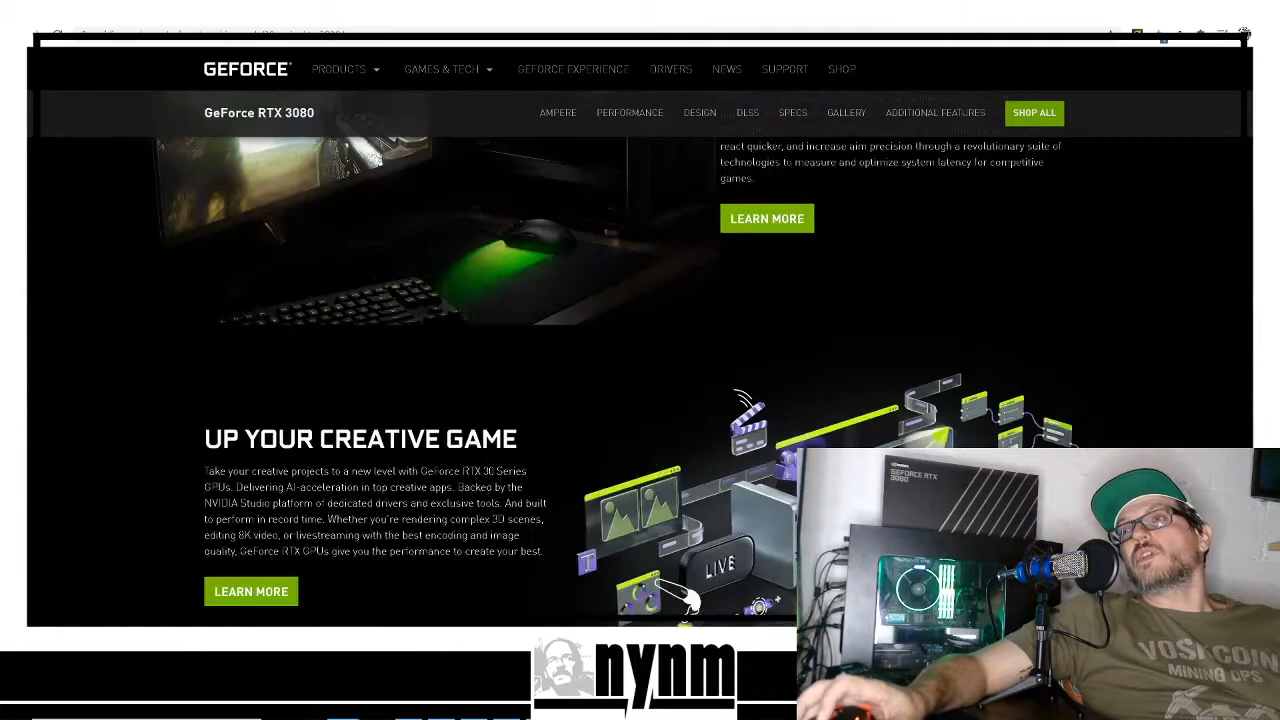 GEFORCE
PRODUCTS
GAMES & TECH
GEFORCE EXPERIENCE
DRIVERS
NEWS
SUPPORT
SHOP
GeForce RTX 3080
AMPERE
PERFORMANCE
DESIGN
DLSS
SPECS
GALLERY
ADDITIONAL FEATURES
SHOP ALL
react quicker, and increase aim precision through a revolutionary suite of
technologies to measure and optimize system latency for competitive
games.
LEARN MORE
UP YOUR CREATIVE GAME
Take your creative projects to a new level with GeForce RTX 30 Series
GPUs. Delivering AI-acceleration in top creative apps. Backed by the
NVIDIA Studio platform of dedicated drivers and exclusive tools. And built
to perform in record time. Whether you're rendering complex 3D scenes,
editing 8K video, or livestreaming with the best encoding and image
quality, GeForce RTX GPUs give you the performance to create your best.
LEARN MORE
T
LIVE
NVIDIA
GEFORCE RTX
3080
VOSKCOIN
MINING OPS
nynm